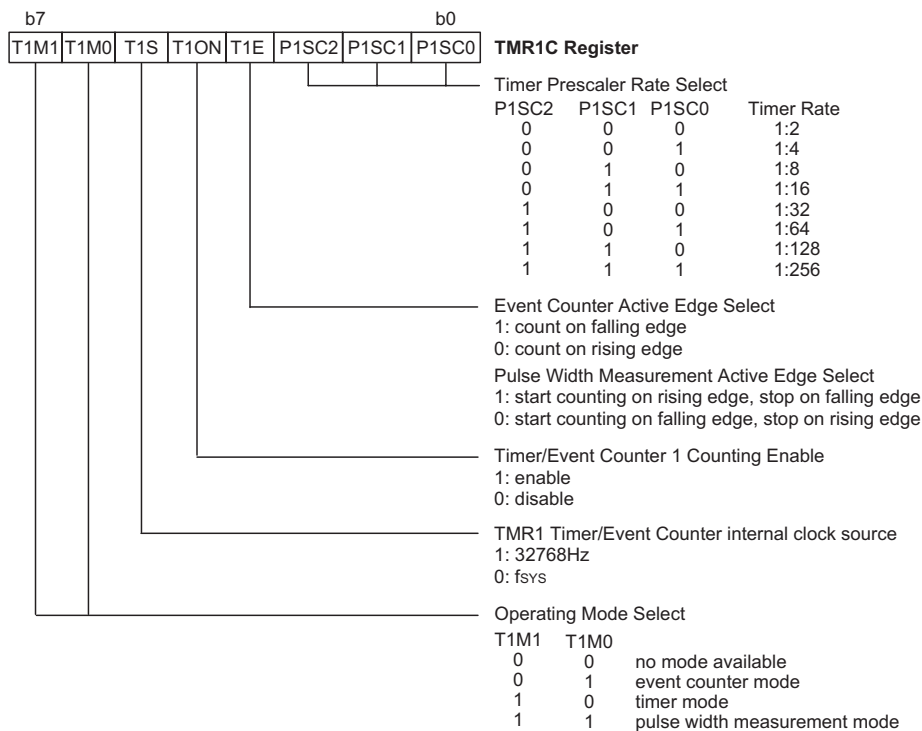 b7 b0
T1M1 T1M0 T1S T1ON T1E P1SC2 P1SC1 P1SC0 TMR1C Register
Timer Prescaler Rate Select
P1SC2 P1SC1 P1SC0 Timer Rate
0 0 0 1:2
0 0 1 1:4
0 1 0 1:8
0 1 1 1:16
1 0 0 1:32
1 0 1 1:64
1 1 0 1:128
1 1 1 1:256
Event Counter Active Edge Select
1: count on falling edge
0: count on rising edge
Pulse Width Measurement Active Edge Select
1: start counting on rising edge, stop on falling edge
0: start counting on falling edge, stop on rising edge
Timer/Event Counter 1 Counting Enable
1: enable
0: disable
TMR1 Timer/Event Counter internal clock source
1: 32768Hz
0: fSYS
Operating Mode Select
T1M1 T1M0
0 0 no mode available
0 1 event counter mode
1 0 timer mode
1 1 pulse width measurement mode